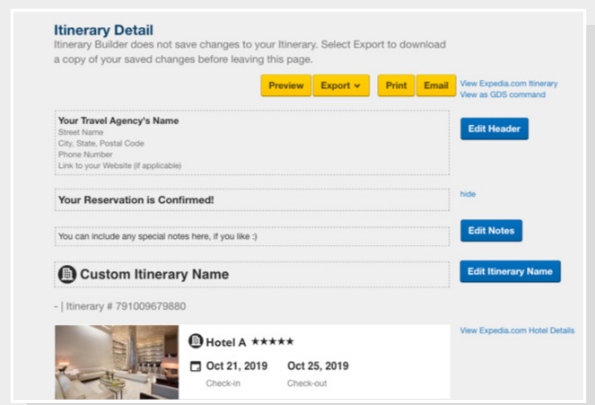 Itinerary Detail
Itinerary Builder does not save changes to your Itinerary. Select Export to download
a copy of your saved changes before leaving this page.
Preview Export Print Email View Expedia.com Itinerary
View as GDS command
Your Travel Agency's Name
Street Name
City, State, Postal Code
Phone Number
Link to your Website (if applicable)
Edit Header
Your Reservation is Confirmed!
hide
You can include any special notes here, if you like :)
Edit Notes
Custom Itinerary Name
Edit Itinerary Name
- | Itinerary # 791009679880
Hotel A ★★★★★
View Expedia.com Hotel Details
Oct 21, 2019 Oct 25, 2019
Check-in Check-out